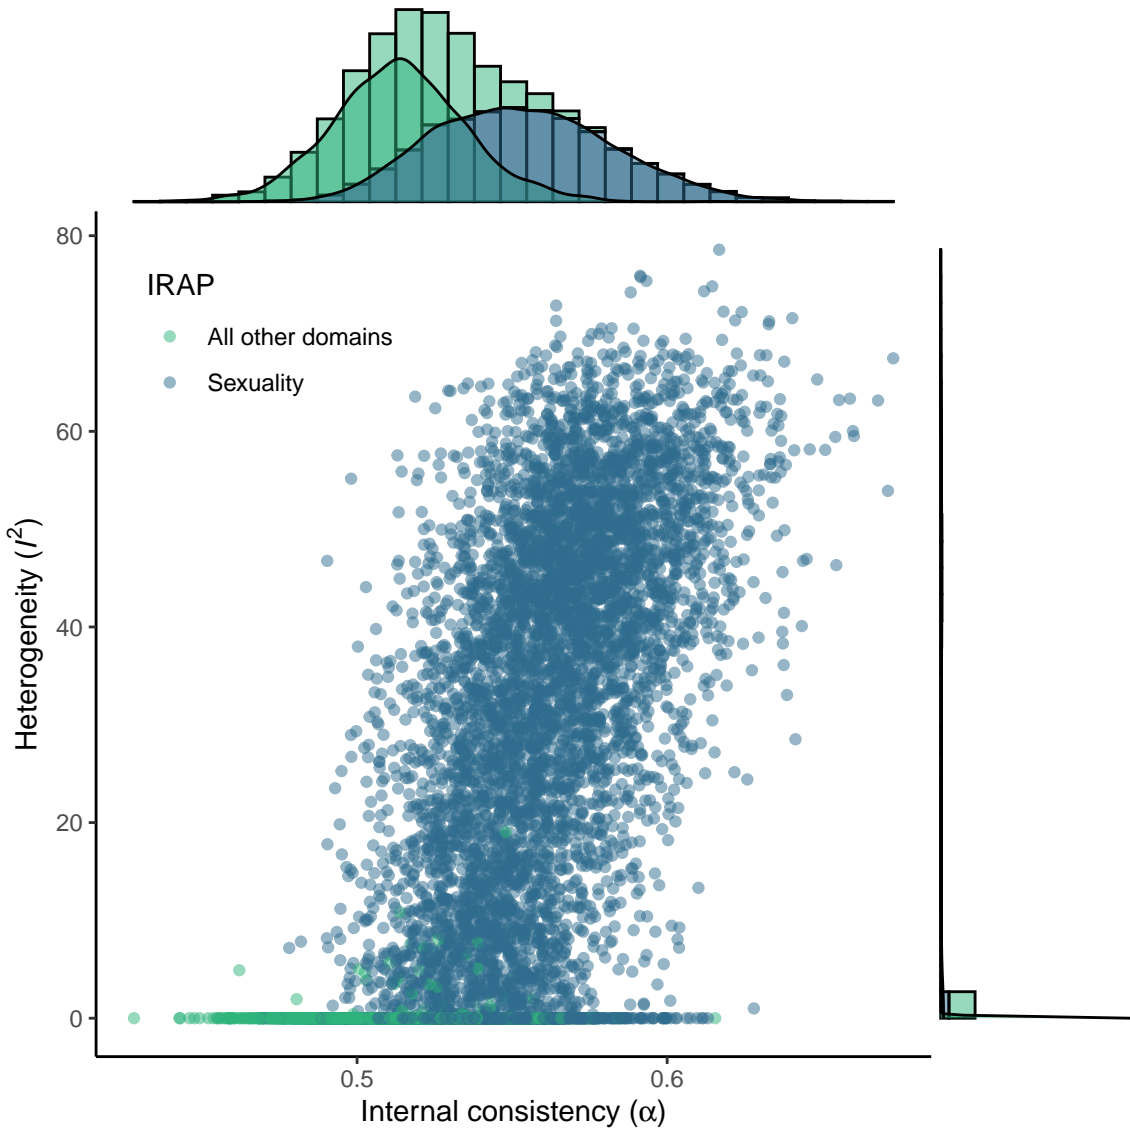 80
IRAP
All other domains
Sexuality
60
40
20
0
Heterogeneity (I²)
0.5
0.6
Internal consistency (α)